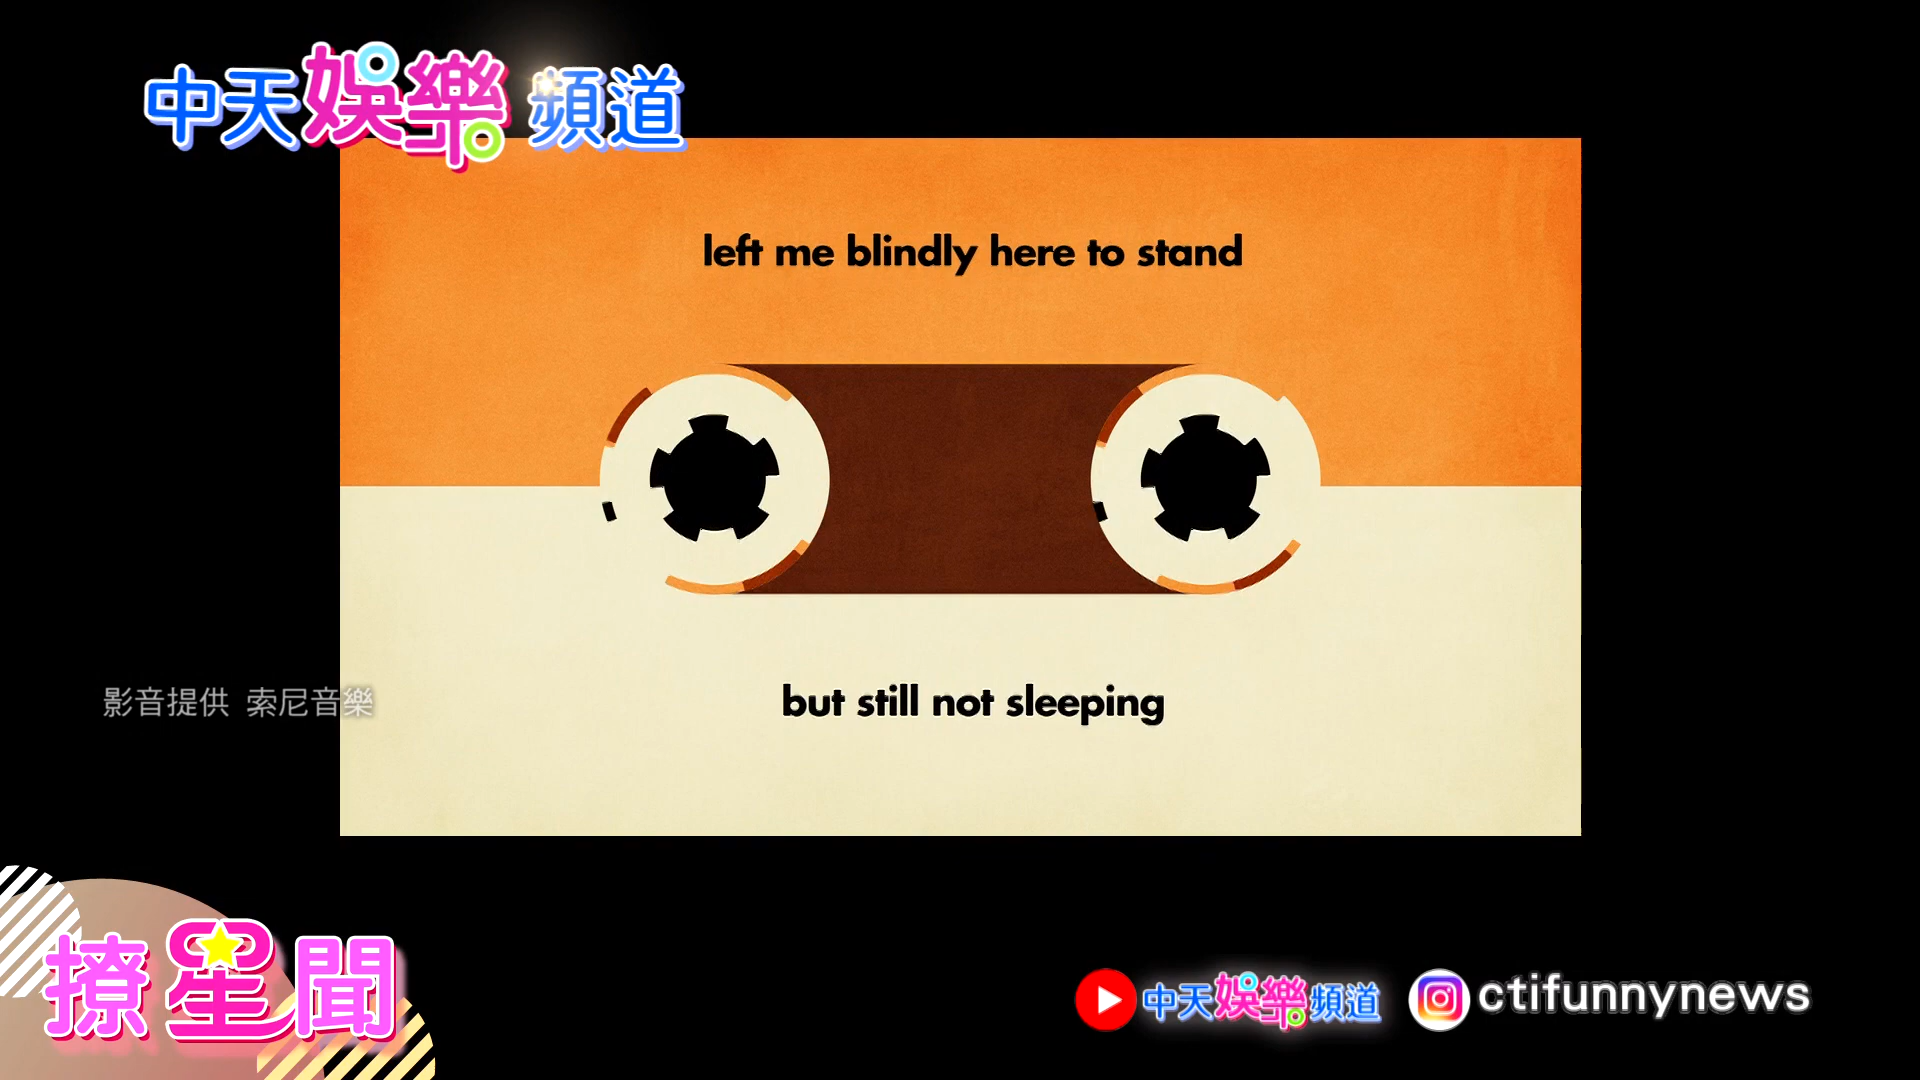 中天娛樂頻道
left me blindly here to stand
but still not sleeping
影音提供 索尼音樂
撩星聞
中天娛樂頻道
ctifunnynews